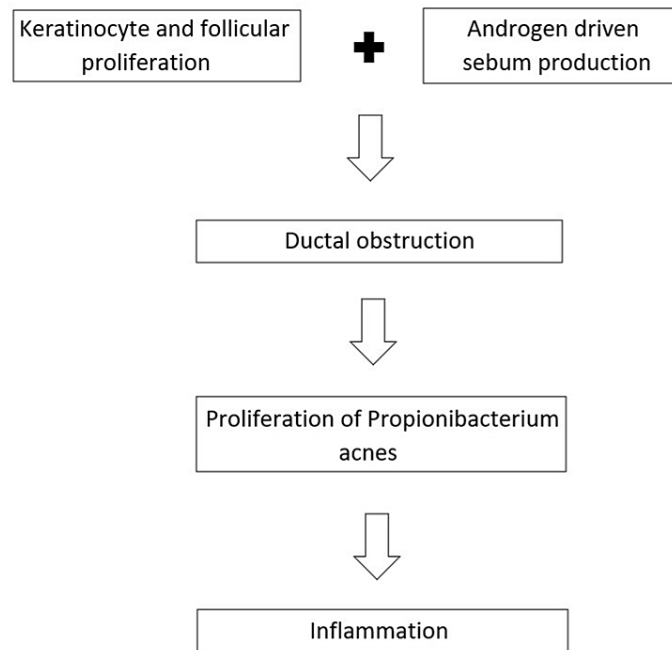 Keratinocyte and follicular
proliferation
Androgen driven
sebum production
Ductal obstruction
Proliferation of Propionibacterium
acnes
Inflammation